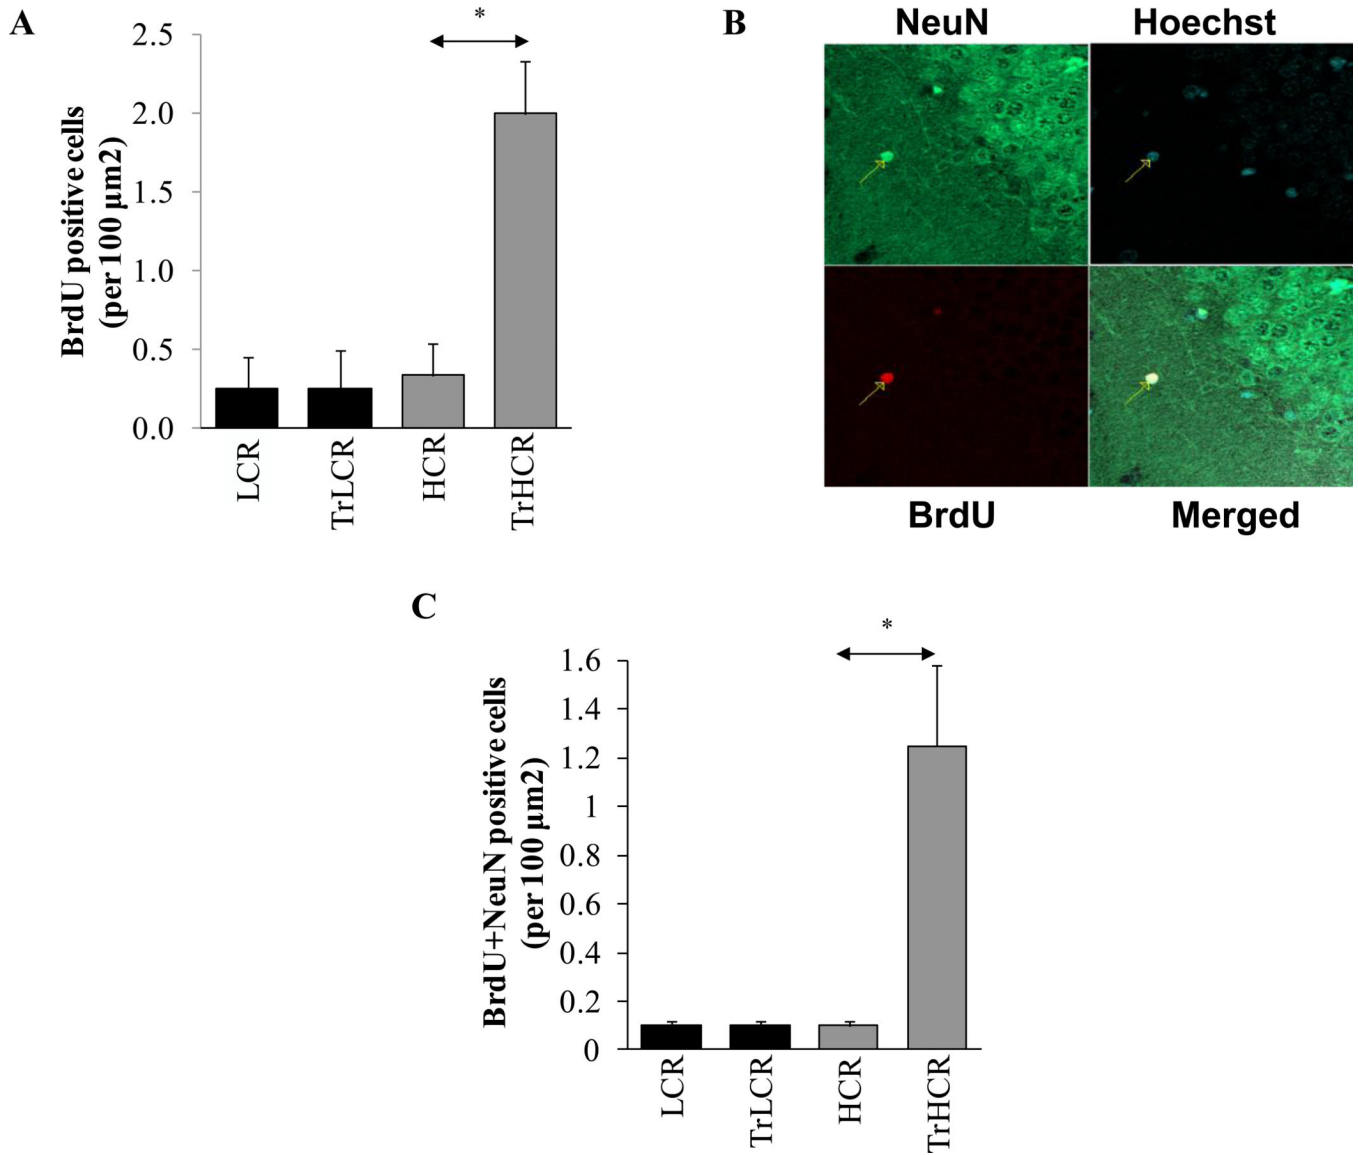 A
*
2.5
2.0
1.5
1.0
0.5
0.0
BrdU positive cells
(per 100 µm2)
LCR
TrLCR
HCR
TrHCR
B
NeuN
Hoechst
BrdU
Merged
C
*
1.6
1.4
1.2
1
0.8
0.6
0.4
0.2
0
BrdU+NeuN positive cells
(per 100 µm2)
LCR
TrLCR
HCR
TrHCR